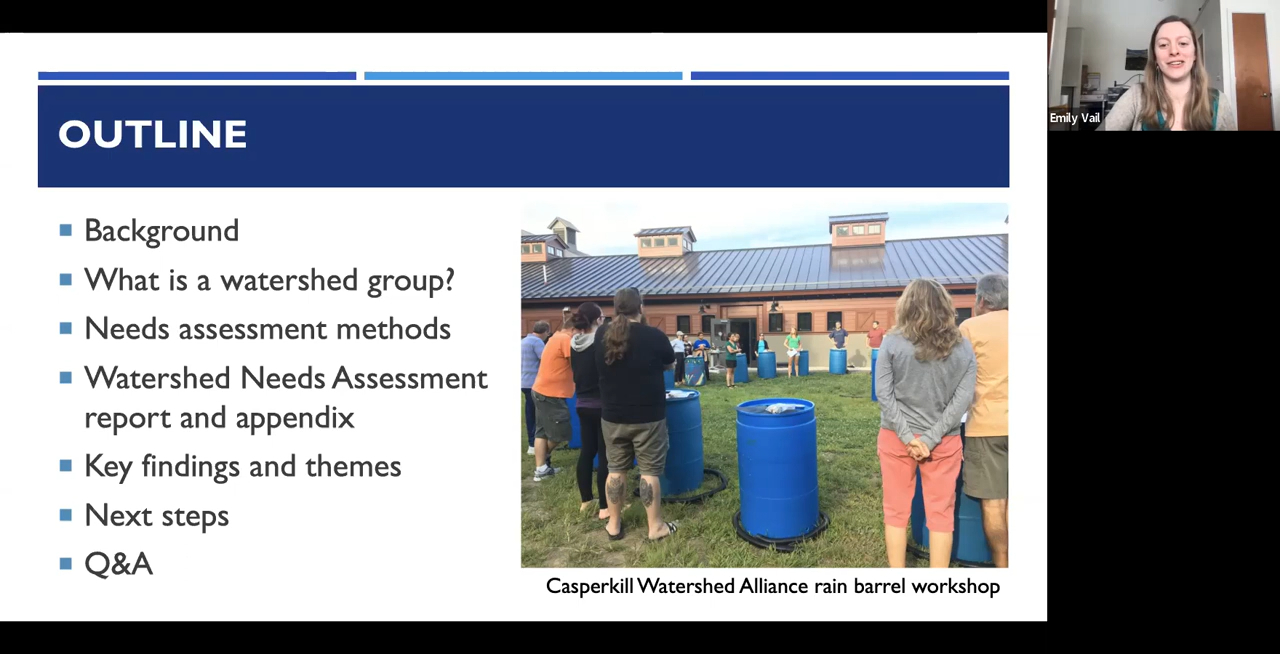 OUTLINE
Background
What is a watershed group?
Needs assessment methods
Watershed Needs Assessment
report and appendix
Key findings and themes
Next steps
Q&A
Casperkill Watershed Alliance rain barrel workshop
Emily Vail